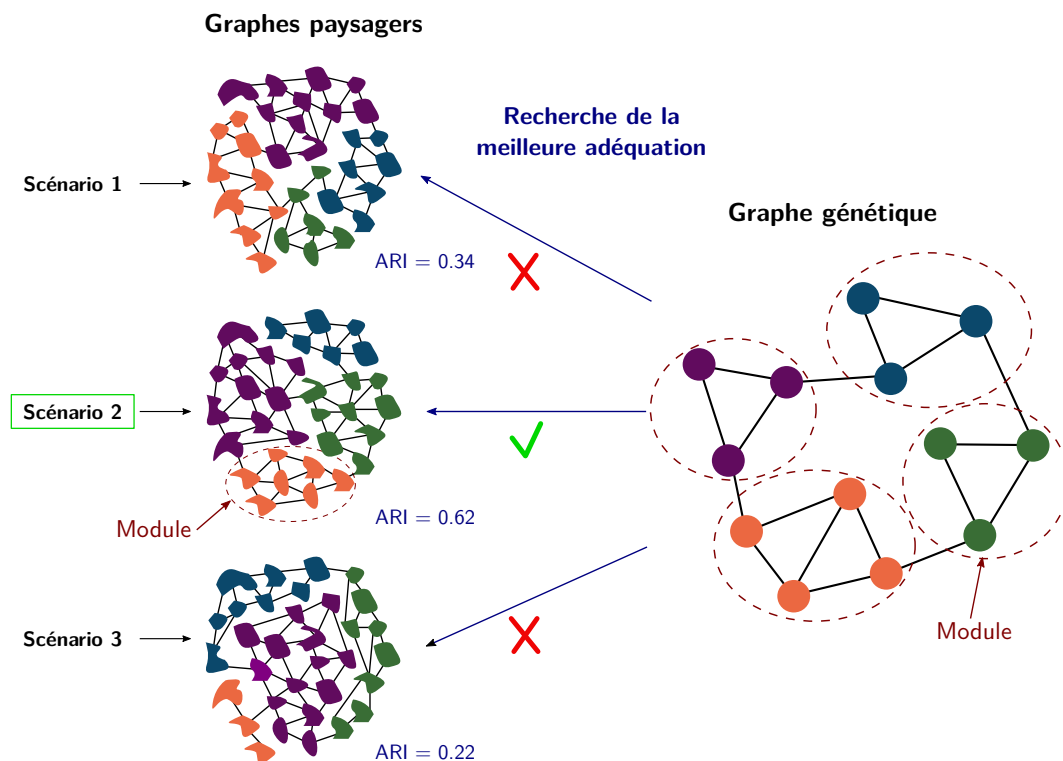 Graphes paysagers
Recherche de la
meilleure adéquation
Scénario 1
Graphe génétique
ARI = 0.34
Scénario 2
Module
ARI = 0.62
Scénario 3
Module
ARI = 0.22